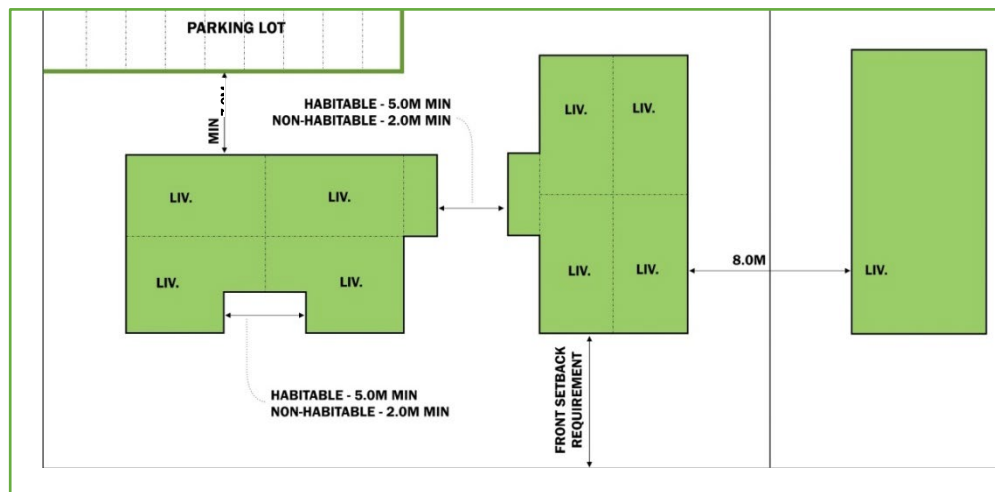 PARKING LOT
MIN
HABITABLE - 5.0M MIN
NON-HABITABLE - 2.0M MIN
LIV.
LIV.
LIV.
LIV.
LIV.
LIV.
LIV.
LIV.
8.0M
LIV.
HABITABLE - 5.0M MIN
NON-HABITABLE - 2.0M MIN
FRONT SETBACK
REQUIREMENT